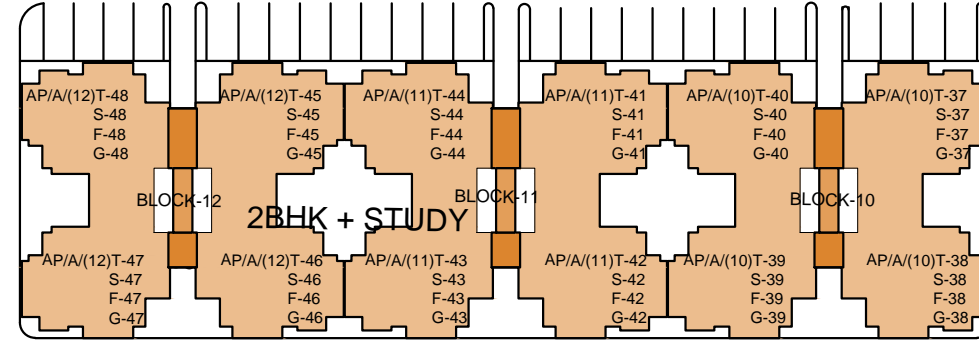 AP/A/(12)T-48
S-48
F-48
G-48
AP/A/(12)T-45
S-45
F-45
G-45
AP/A/(11)T-44
S-44
F-44
G-44
AP/A/(11)T-41
S-41
F-41
G-41
AP/A/(10)T-40
S-40
F-40
G-40
AP/A/(10)T-37
S-37
F-37
G-37
BLOCK-12
2BHK + STUDY
BLOCK-11
BLOCK-10
AP/A/(12)T-47
S-47
F-47
G-47
AP/A/(12)T-46
S-46
F-46
G-46
AP/A/(11)T-43
S-43
F-43
G-43
AP/A/(11)T-42
S-42
F-42
G-42
AP/A/(10)T-39
S-39
F-39
G-39
AP/A/(10)T-38
S-38
F-38
G-38